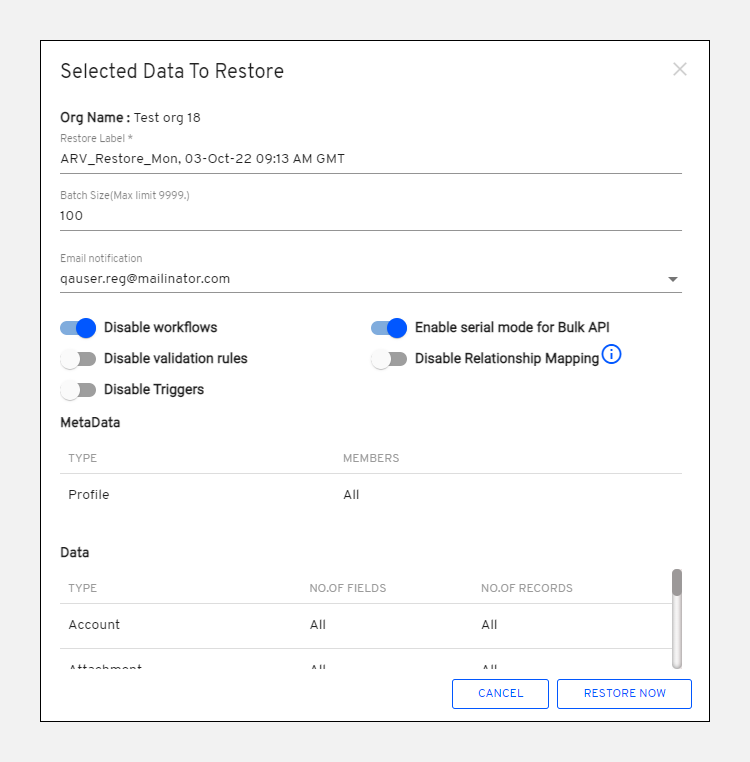 Selected Data To Restore
Org Name : Test org 18
Restore Label *
ARV_Restore_Mon, 03-Oct-22 09:13 AM GMT
Batch Size(Max limit 9999.)
100
Email notification
qauser.reg@mailinator.com
Disable workflows Enable serial mode for Bulk API
Disable validation rules Disable Relationship Mapping
Disable Triggers
MetaData
TYPE MEMBERS
Profile All
Data
TYPE NO.OF FIELDS NO.OF RECORDS
Account All All
Attachment All All
CANCEL RESTORE NOW